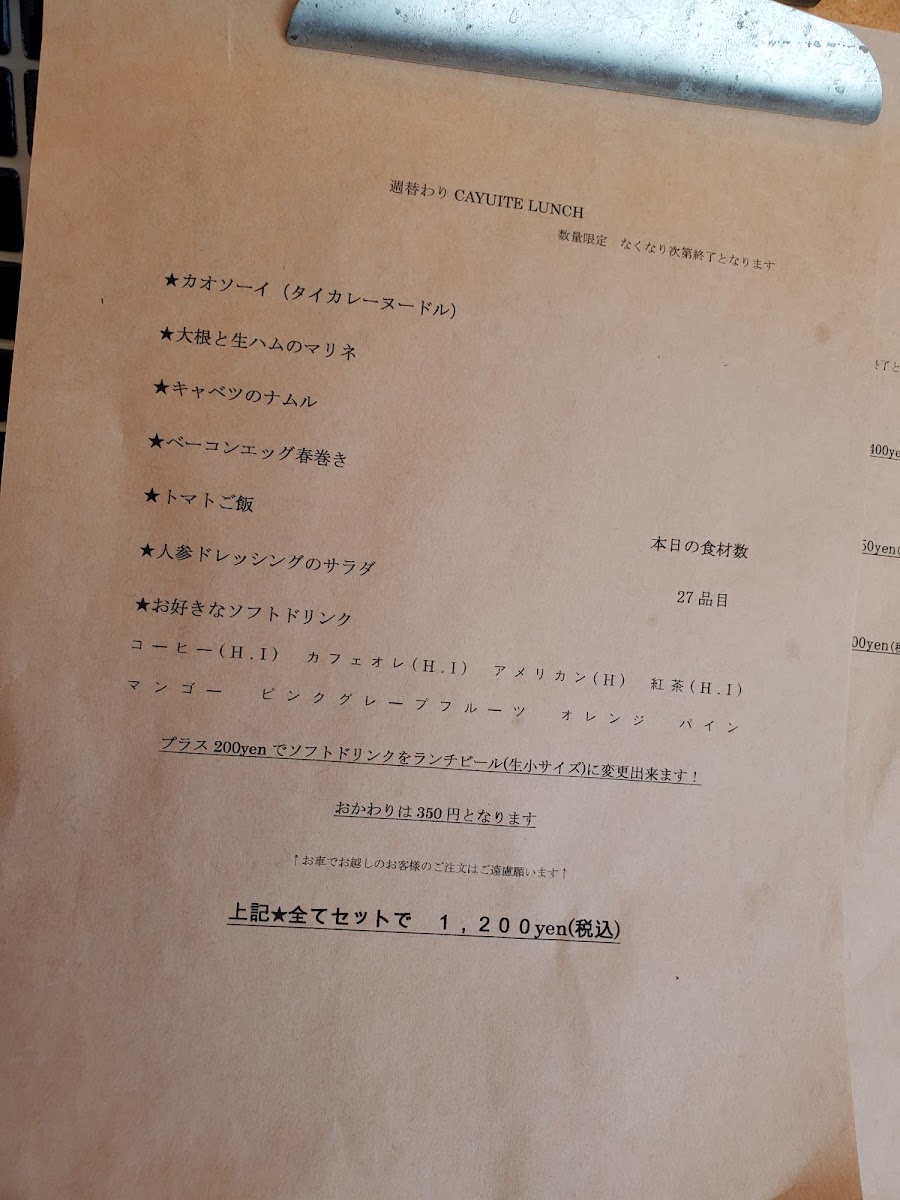 週替わり CAYUITE LUNCH
数量限定　なくなり次第終了となります
★カオソーイ（タイカレーヌードル）
★大根と生ハムのマリネ
★キャベツのナムル
★ベーコンエッグ春巻き
★トマトご飯
★人参ドレッシングのサラダ
本日の食材数
27 品目
★お好きなソフトドリンク
コーヒー(H.I)　カフェオレ(H.I)　アメリカン(H)　紅茶(H.I)
マンゴー　ピンクグレープフルーツ　オレンジ　パイン
プラス 200yen でソフトドリンクをランチビール(生小サイズ)に変更出来ます！
おかわりは 350 円となります
↑お車でお越しのお客様のご注文はご遠慮願います↑
上記★全てセットで　１，２００yen(税込)